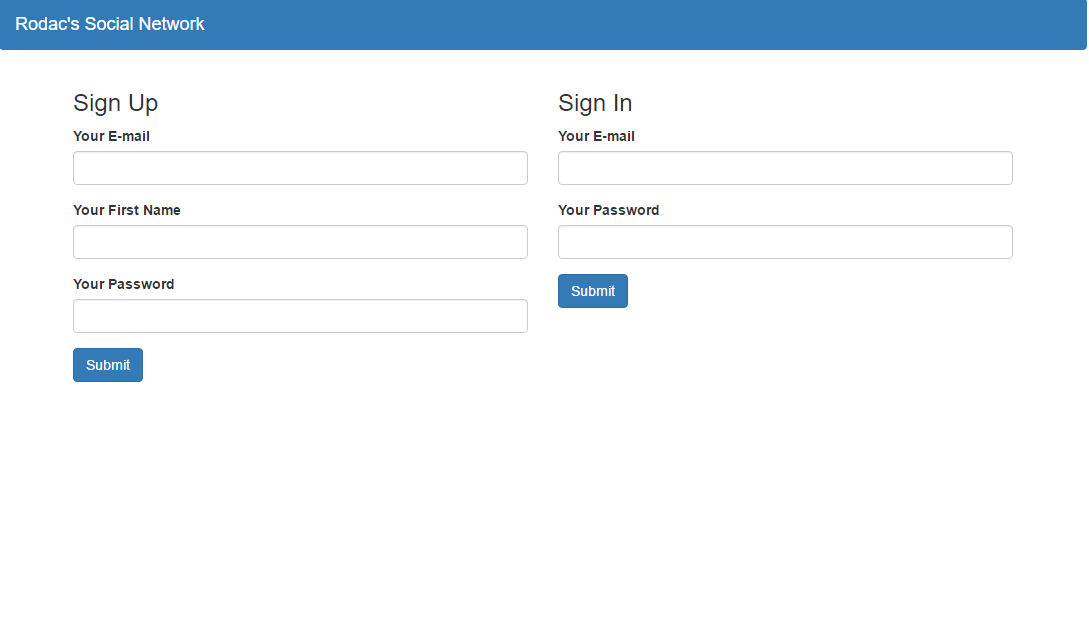 Rodac's Social Network
Sign Up
Your E-mail
Your First Name
Your Password
Submit
Sign In
Your E-mail
Your Password
Submit